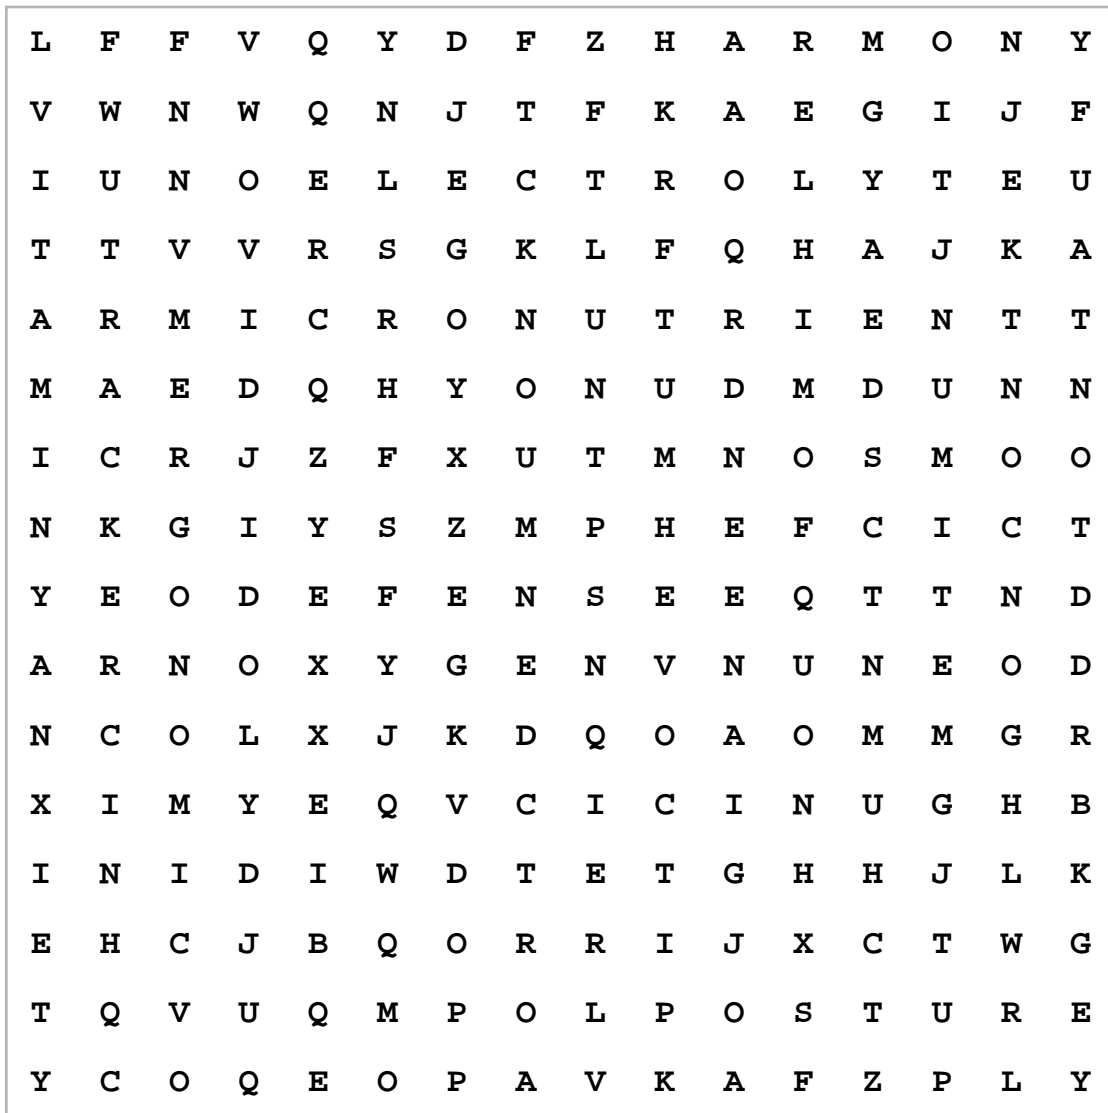 L F F V Q Y D F Z H A R M O N Y
V W N W Q N J T F K A E G I J F
I U N O E L E C T R O L Y T E U
T T V V R S G K L F Q H A J K A
A R M I C R O N U T R I E N T T
M A E D Q H Y O N U D M D U N N
I C R J Z F X U T M N O S M O O
N K G I Y S Z M P H E F C I C T
Y E O D E F E N S E E Q T T N D
A R N O X Y G E N V N U N E O D
N C O L X J K D Q O A O M M G R
X I M Y E Q V C I C I N U G H B
I N I D I W D T E T G H H J L K
E H C J B Q O R R I J X C T W G
T Q V U Q M P O L P O S T U R E
Y C O Q E O P A V K A F Z P L Y